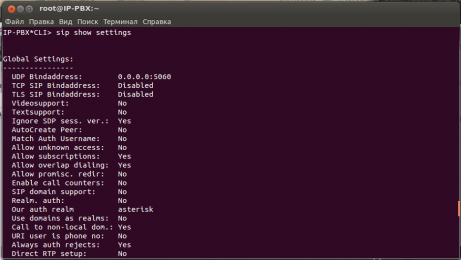 root@IP-PBX: ~
Файл Правка Вид Поиск Терминал Справка
IP-PBX*CLI> sip show settings
Global Settings:
----------------
UDP Bindaddress: 0.0.0.0:5060
TCP SIP Bindaddress: Disabled
TLS SIP Bindaddress: Disabled
Videosupport: No
Textsupport: No
Ignore SDP sess. ver.: Yes
AutoCreate Peer: No
Match Auth Username: No
Allow unknown access: No
Allow subscriptions: Yes
Allow overlap dialing: Yes
Allow promisc. redir: No
Enable call counters: No
SIP domain support: No
Realm. auth: No
Our auth realm asterisk
Use domains as realms: No
Call to non-local dom.: Yes
URI user is phone no: No
Always auth rejects: Yes
Direct RTP setup: No